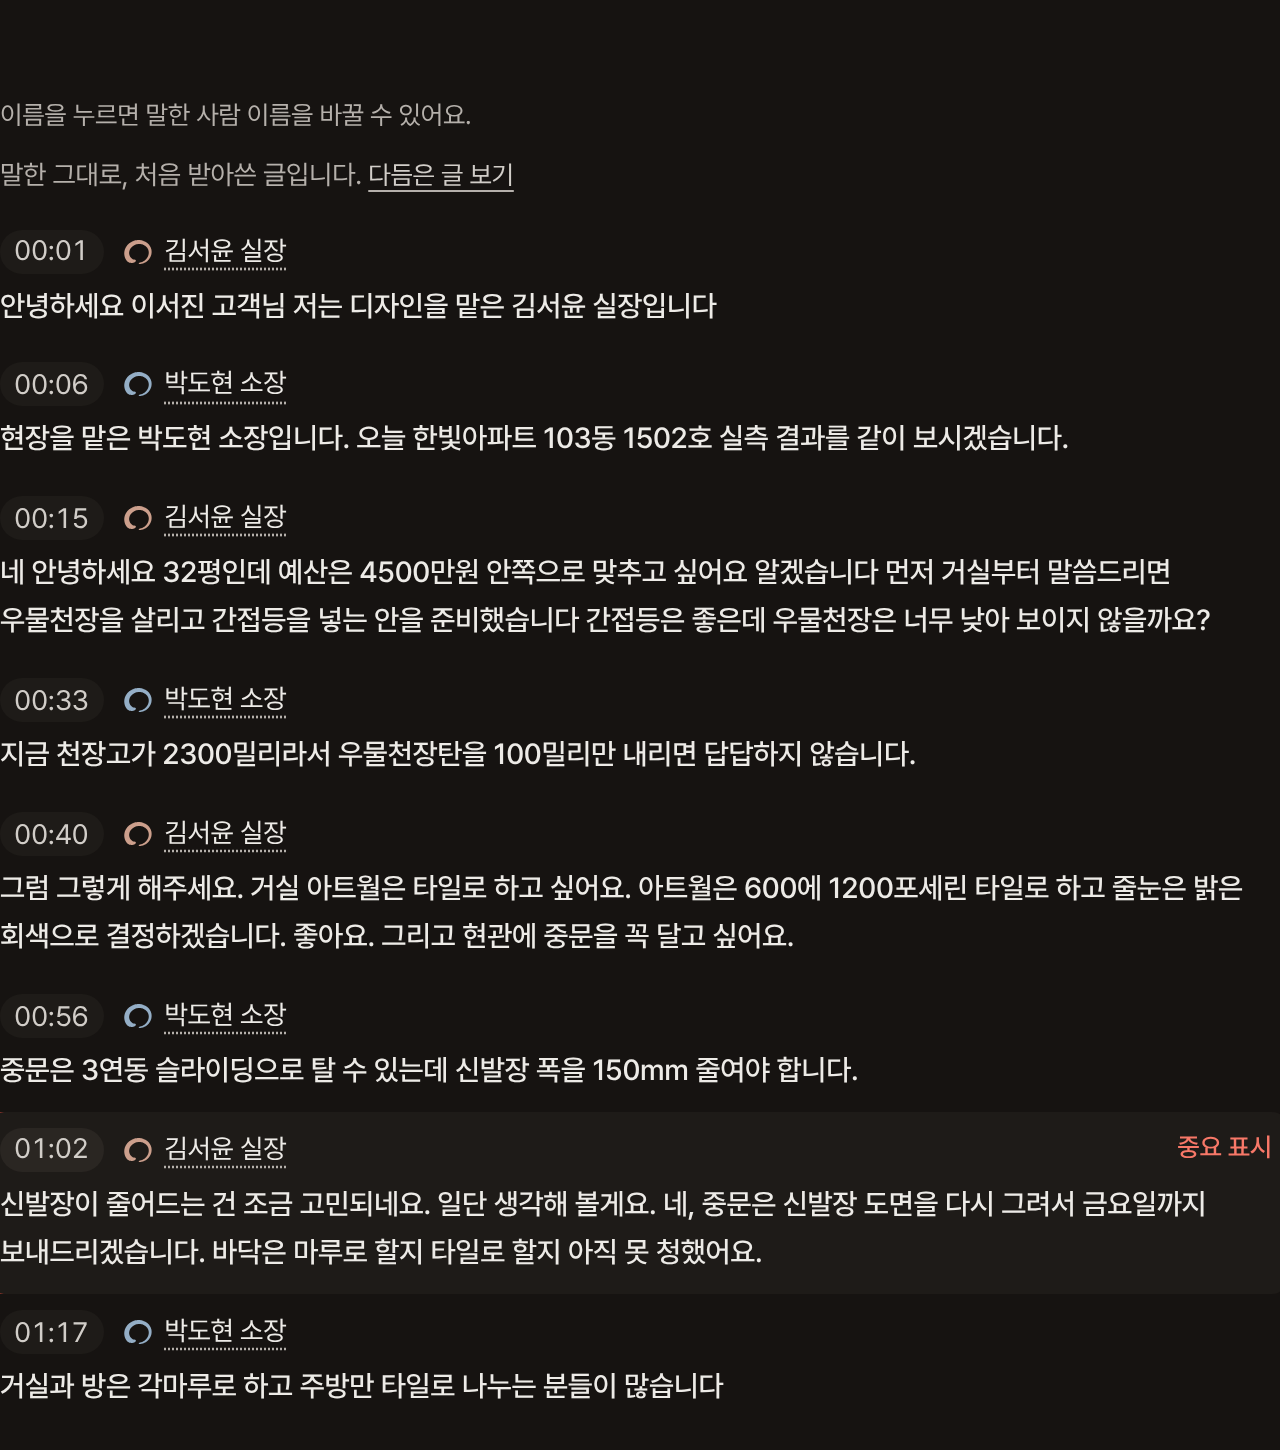 이름을 누르면 말한 사람 이름을 바꿀 수 있어요.
말한 그대로, 처음 받아쓴 글입니다. 다듬은 글 보기
00:01 김서윤 실장
안녕하세요 이서진 고객님 저는 디자인을 맡은 김서윤 실장입니다
00:06 박도현 소장
현장을 맡은 박도현 소장입니다. 오늘 한빛아파트 103동 1502호 실측 결과를 같이 보시겠습니다.
00:15 김서윤 실장
네 안녕하세요 32평인데 예산은 4500만원 안쪽으로 맞추고 싶어요 알겠습니다 먼저 거실부터 말씀드리면
우물천장을 살리고 간접등을 넣는 안을 준비했습니다 간접등은 좋은데 우물천장은 너무 낮아 보이지 않을까요?
00:33 박도현 소장
지금 천장고가 2300밀리라서 우물천장탄을 100밀리만 내리면 답답하지 않습니다.
00:40 김서윤 실장
그럼 그렇게 해주세요. 거실 아트월은 타일로 하고 싶어요. 아트월은 600에 1200포세린 타일로 하고 줄눈은 밝은
회색으로 결정하겠습니다. 좋아요. 그리고 현관에 중문을 꼭 달고 싶어요.
00:56 박도현 소장
중문은 3연동 슬라이딩으로 탈 수 있는데 신발장 폭을 150mm 줄여야 합니다.
01:02 김서윤 실장 중요 표시
신발장이 줄어드는 건 조금 고민되네요. 일단 생각해 볼게요. 네, 중문은 신발장 도면을 다시 그려서 금요일까지
보내드리겠습니다. 바닥은 마루로 할지 타일로 할지 아직 못 청했어요.
01:17 박도현 소장
거실과 방은 각마루로 하고 주방만 타일로 나누는 분들이 많습니다